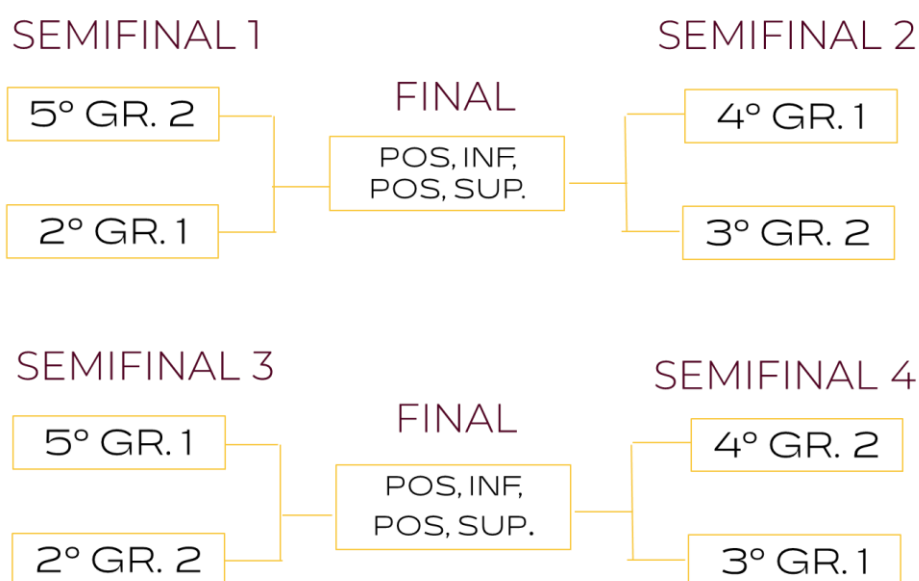 SEMIFINAL 1
SEMIFINAL 2
5º GR. 2
FINAL
4º GR. 1
POS, INF,
POS, SUP.
2º GR. 1
3º GR. 2
SEMIFINAL 3
SEMIFINAL 4
5º GR. 1
FINAL
4º GR. 2
POS, INF,
POS, SUP.
2º GR. 2
3º GR. 1